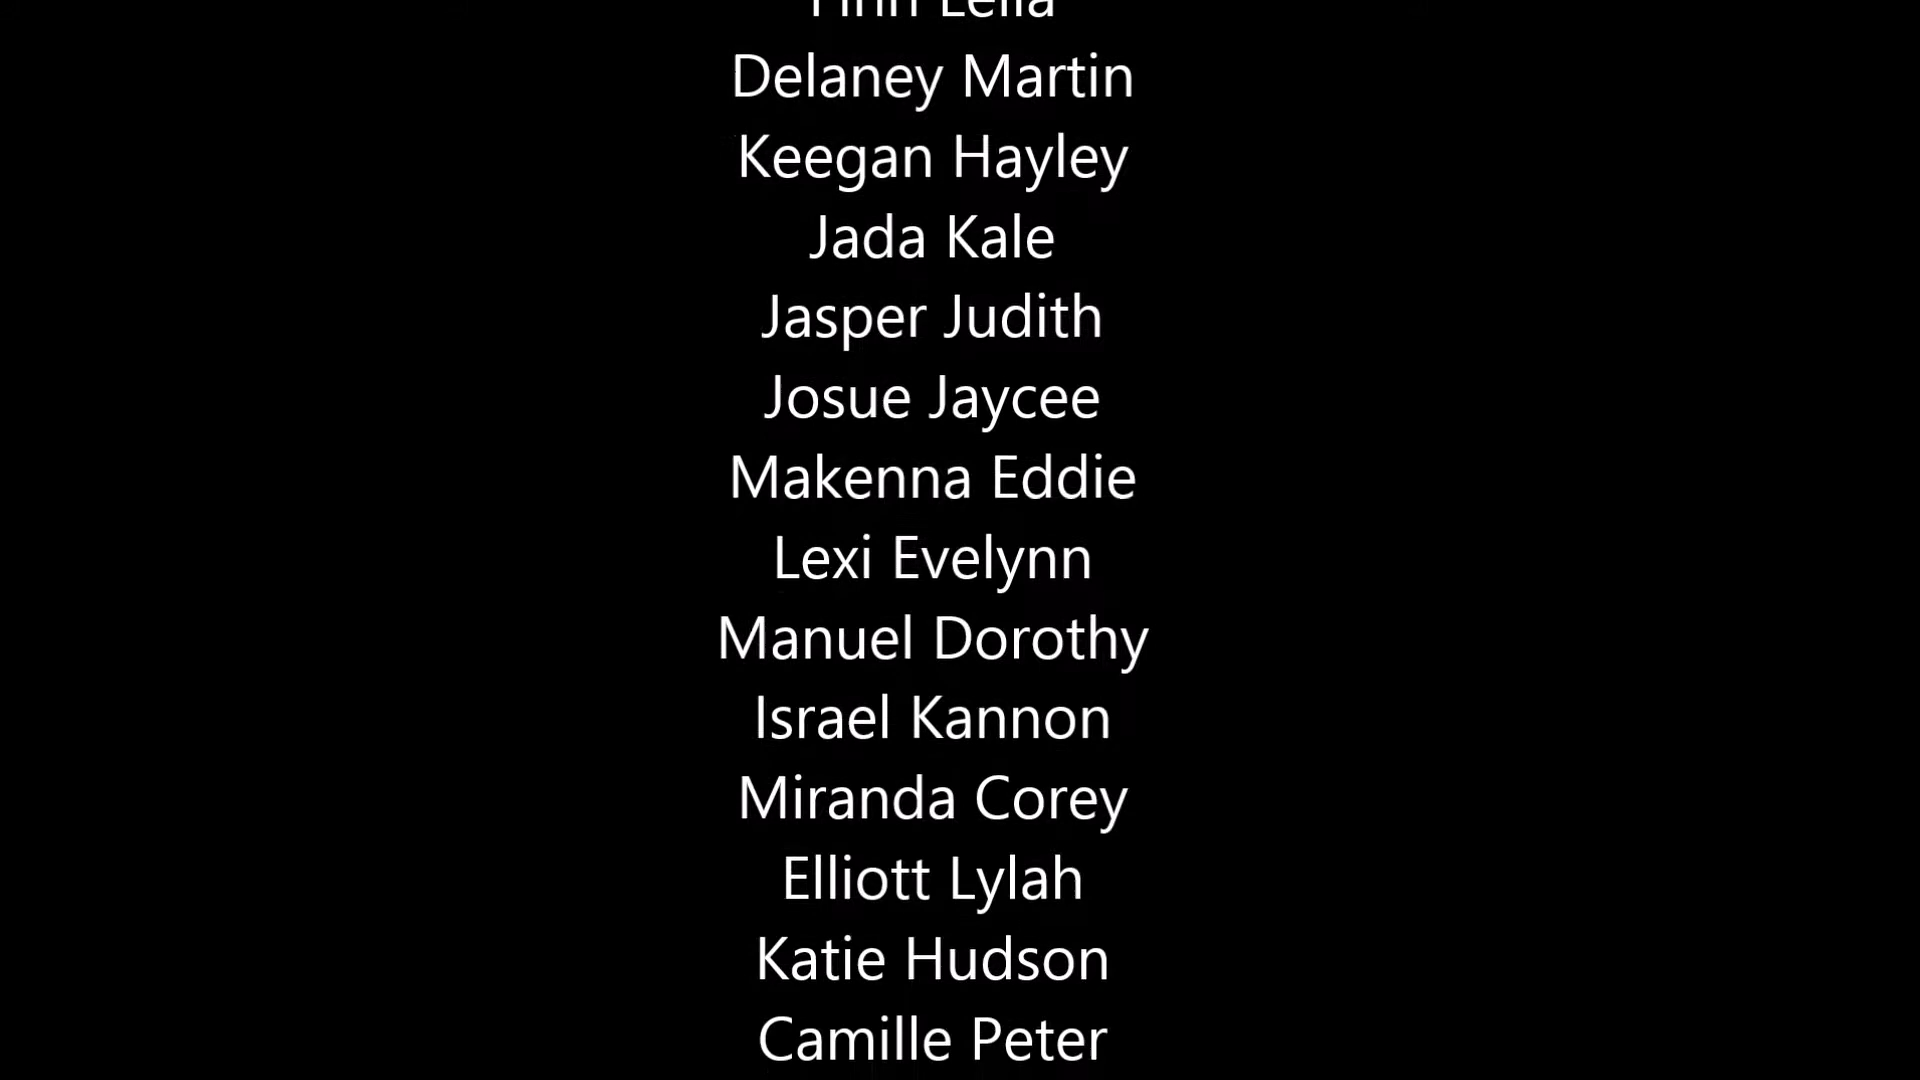 Delaney Martin
Keegan Hayley
Jada Kale
Jasper Judith
Josue Jaycee
Makenna Eddie
Lexi Evelynn
Manuel Dorothy
Israel Kannon
Miranda Corey
Elliott Lylah
Katie Hudson
Camille Peter